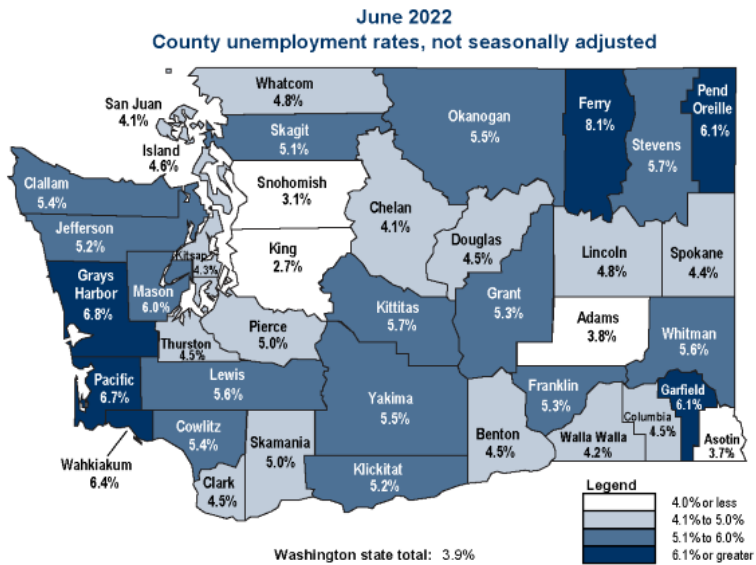 June 2022
County unemployment rates, not seasonally adjusted
Whatcom
4.8%
San Juan
4.1%
Skagit
5.1%
Island
4.6%
Okanogan
5.5%
Ferry
8.1%
Pend
Oreille
6.1%
Stevens
5.7%
Clallam
5.4%
Snohomish
3.1%
Chelan
4.1%
Jefferson
5.2%
Kitsap
4.3%
King
2.7%
Douglas
4.5%
Lincoln
4.8%
Spokane
4.4%
Grays
Harbor
6.8%
Mason
6.0%
Kittitas
5.7%
Grant
5.3%
Adams
3.8%
Whitman
5.6%
Thurston
4.5%
Pierce
5.0%
Pacific
6.7%
Lewis
5.6%
Yakima
5.5%
Franklin
5.3%
Garfield
6.1%
Columbia
4.5%
Asotin
3.7%
Wahkiakum
6.4%
Cowlitz
5.4%
Skamania
5.0%
Benton
4.5%
Walla Walla
4.2%
Clark
4.5%
Klickitat
5.2%
Legend
4.0% or less
4.1% to 5.0%
5.1% to 6.0%
6.1% or greater
Washington state total: 3.9%